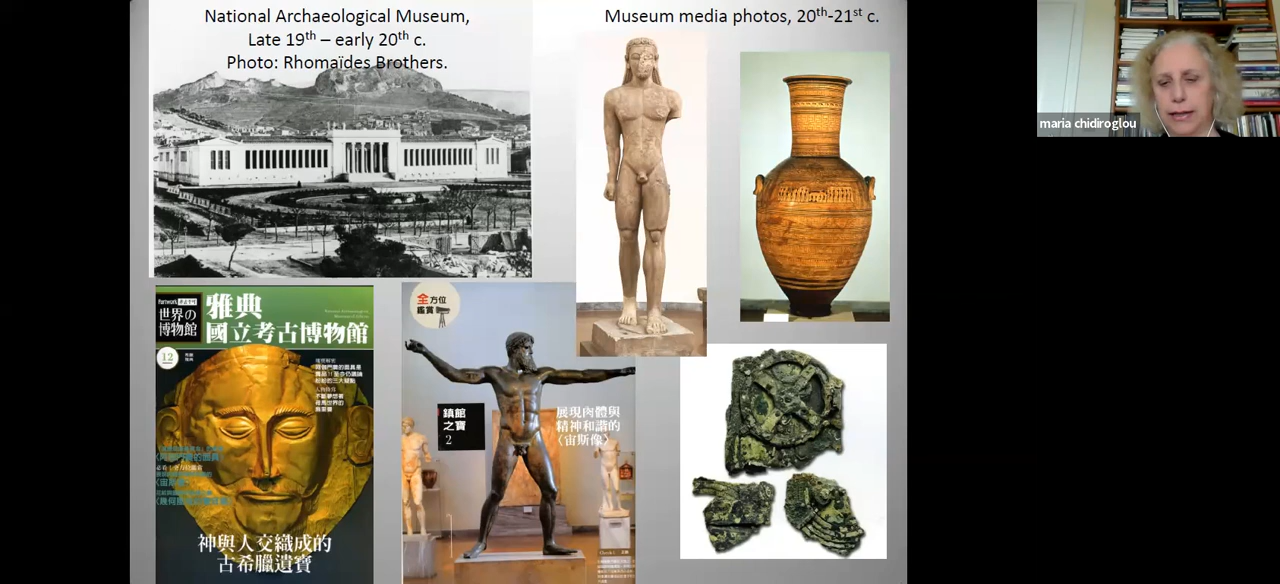 National Archaeological Museum,
Late 19th – early 20th c.
Photo: Rhomaïdes Brothers.
Museum media photos, 20th-21st c.
maria chidiroglou
世界の
博物館
雅典
國立考古博物館
12
神與人交織成的
古希臘遺寶
全方位
鑑賞
鎮館
之寶
2
展現肉體與
精神和諧的
〈宙斯像〉